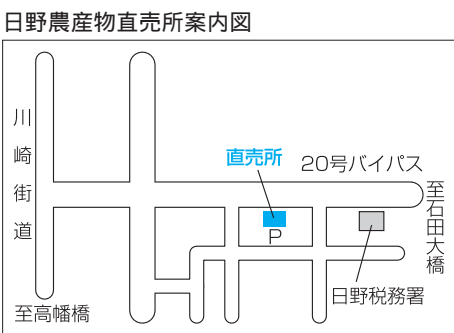 日野農産物直売所案内図
川崎街道
直売所
20号バイパス
至石田大橋
P
日野税務署
至高幡橋